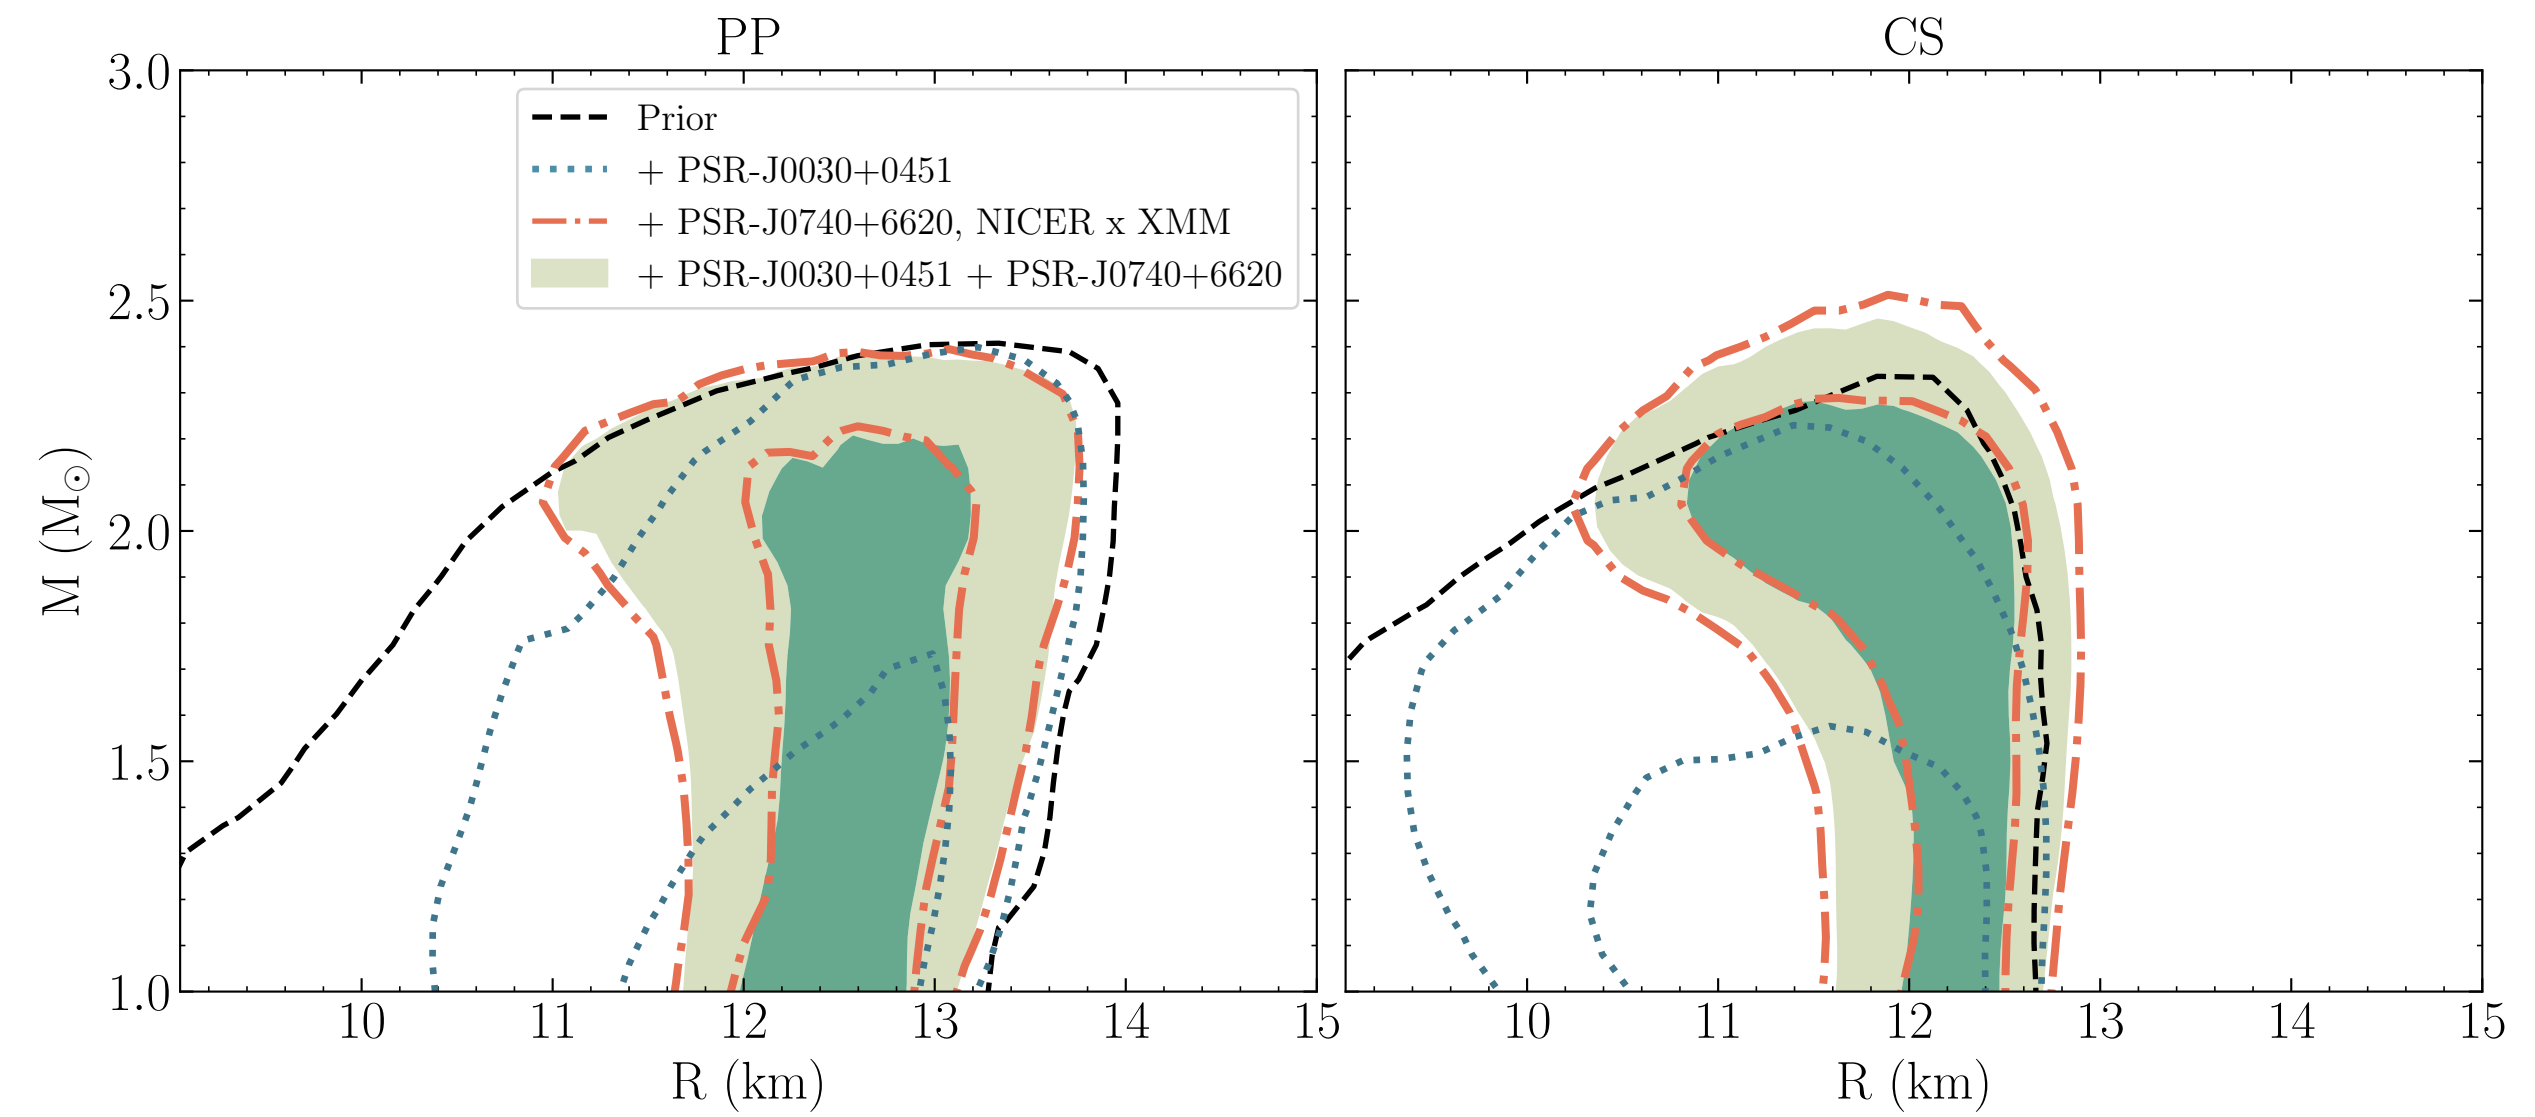 PP
CS
3.0
2.5
2.0
1.5
1.0
M (M⊙)
Prior
+ PSR-J0030+0451
+ PSR-J0740+6620, NICER x XMM
+ PSR-J0030+0451 + PSR-J0740+6620
10 11 12 13 14 15
10 11 12 13 14 15
R (km)
R (km)